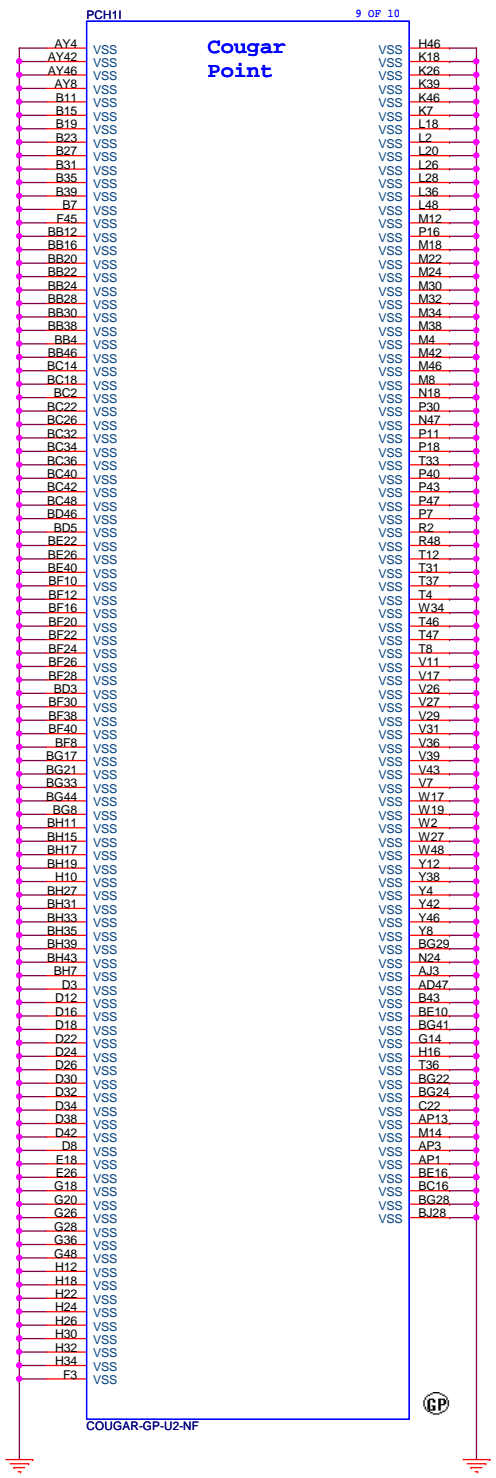 PCH1I 9 OF 10
Cougar
Point
AY4 VSS VSS H46
AY42 VSS VSS K18
AY46 VSS VSS K26
AY8 VSS VSS K39
B11 VSS VSS K46
B15 VSS VSS K7
B19 VSS VSS L18
B23 VSS VSS L2
B27 VSS VSS L20
B31 VSS VSS L26
B35 VSS VSS L28
B39 VSS VSS L36
B7 VSS VSS L48
F45 VSS VSS M12
BB12 VSS VSS P16
BB16 VSS VSS M18
BB20 VSS VSS M22
BB22 VSS VSS M24
BB24 VSS VSS M30
BB28 VSS VSS M32
BB30 VSS VSS M34
BB38 VSS VSS M38
BB4 VSS VSS M4
BB46 VSS VSS M42
BC14 VSS VSS M46
BC18 VSS VSS M8
BC2 VSS VSS N18
BC22 VSS VSS P30
BC26 VSS VSS N47
BC32 VSS VSS P11
BC34 VSS VSS P18
BC36 VSS VSS T33
BC40 VSS VSS P40
BC42 VSS VSS P43
BC48 VSS VSS P47
BD46 VSS VSS P7
BD5 VSS VSS R2
BE22 VSS VSS R48
BE26 VSS VSS T12
BE40 VSS VSS T31
BF10 VSS VSS T37
BF12 VSS VSS T4
BF16 VSS VSS W34
BF20 VSS VSS T46
BF22 VSS VSS T47
BF24 VSS VSS T8
BF26 VSS VSS V11
BF28 VSS VSS V17
BD3 VSS VSS V26
BF30 VSS VSS V27
BF38 VSS VSS V29
BF40 VSS VSS V31
BF8 VSS VSS V36
BG17 VSS VSS V39
BG21 VSS VSS V43
BG33 VSS VSS V7
BG44 VSS VSS W17
BG8 VSS VSS W19
BH11 VSS VSS W2
BH15 VSS VSS W27
BH17 VSS VSS W48
BH19 VSS VSS Y12
H10 VSS VSS Y38
BH27 VSS VSS Y4
BH31 VSS VSS Y42
BH33 VSS VSS Y46
BH35 VSS VSS Y8
BH39 VSS VSS BG29
BH43 VSS VSS N24
BH7 VSS VSS AJ3
D3 VSS VSS AD47
D12 VSS VSS B43
D16 VSS VSS BE10
D18 VSS VSS BG41
D22 VSS VSS G14
D24 VSS VSS H16
D26 VSS VSS T36
D30 VSS VSS BG22
D32 VSS VSS BG24
D34 VSS VSS C22
D38 VSS VSS AP13
D42 VSS VSS M14
D8 VSS VSS AP3
E18 VSS VSS AP1
E26 VSS VSS BE16
G18 VSS VSS BC16
G20 VSS VSS BG28
G26 VSS VSS BJ28
G28 VSS
G36 VSS
G48 VSS
H12 VSS
H18 VSS
H22 VSS
H24 VSS
H26 VSS
H30 VSS
H32 VSS
H34 VSS
F3 VSS
GP
COUGAR-GP-U2-NF